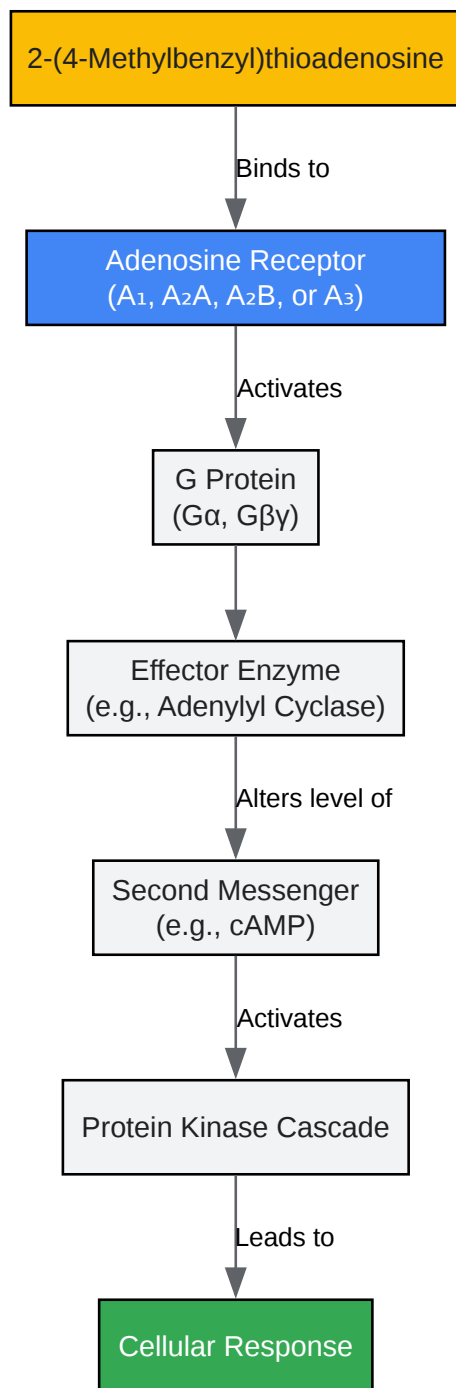 2-(4-Methylbenzyl)thioadenosine
Binds to
Adenosine Receptor
(A₁, A₂A, A₂B, or A₃)
Activates
G Protein
(Gα, Gβγ)
Effector Enzyme
(e.g., Adenylyl Cyclase)
Alters level of
Second Messenger
(e.g., cAMP)
Activates
Protein Kinase Cascade
Leads to
Cellular Response